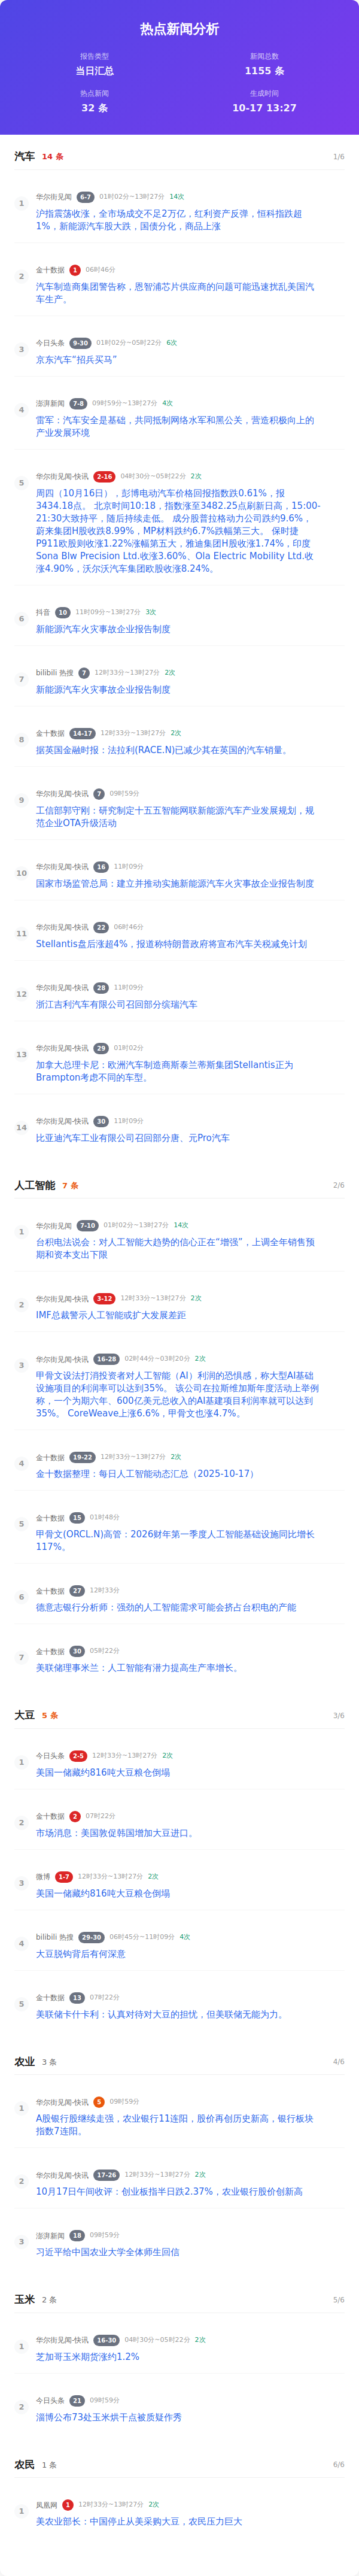 热点新闻分析
报告类型 新闻总数
当日汇总 1155 条
热点新闻 生成时间
32 条 10-17 13:27
汽车 14 条 1/6
1 华尔街见闻 6-7 01时02分~13时27分 14次
沪指震荡收涨，全市场成交不足2万亿，红利资产反弹，恒科指跌超
1%，新能源汽车股大跌，国债分化，商品上涨
2 金十数据 1 06时46分
汽车制造商集团警告称，恩智浦芯片供应商的问题可能迅速扰乱美国汽
车生产。
3 今日头条 9-30 01时02分~05时22分 6次
京东汽车“招兵买马”
4 澎湃新闻 7-8 09时59分~13时27分 4次
雷军：汽车安全是基础，共同抵制网络水军和黑公关，营造积极向上的
产业发展环境
5 华尔街见闻-快讯 2-16 04时30分~05时22分 2次
周四（10月16日），彭博电动汽车价格回报指数跌0.61%，报
3434.18点。 北京时间10:18，指数涨至3482.25点刷新日高，15:00-
21:30大致持平，随后持续走低。 成分股普拉格动力公司跌约9.6%，
蔚来集团H股收跌8.99%，MP材料跌约6.7%跌幅第三大。 保时捷
P911欧股则收涨1.22%涨幅第五大，雅迪集团H股收涨1.74%，印度
Sona Blw Precision Ltd.收涨3.60%、Ola Electric Mobility Ltd.收
涨4.90%，沃尔沃汽车集团欧股收涨8.24%。
6 抖音 10 11时09分~13时27分 3次
新能源汽车火灾事故企业报告制度
7 bilibili 热搜 7 12时33分~13时27分 2次
新能源汽车火灾事故企业报告制度
8 金十数据 14-17 12时33分~13时27分 2次
据英国金融时报：法拉利(RACE.N)已减少其在英国的汽车销量。
9 华尔街见闻-快讯 7 09时59分
工信部郭守刚：研究制定十五五智能网联新能源汽车产业发展规划，规
范企业OTA升级活动
10 华尔街见闻-快讯 16 11时09分
国家市场监管总局：建立并推动实施新能源汽车火灾事故企业报告制度
11 华尔街见闻-快讯 22 06时46分
Stellantis盘后涨超4%，报道称特朗普政府将宣布汽车关税减免计划
12 华尔街见闻-快讯 28 11时09分
浙江吉利汽车有限公司召回部分缤瑞汽车
13 华尔街见闻-快讯 29 01时02分
加拿大总理卡尼：欧洲汽车制造商斯泰兰蒂斯集团Stellantis正为
Brampton考虑不同的车型。
14 华尔街见闻-快讯 30 11时09分
比亚迪汽车工业有限公司召回部分唐、元Pro汽车
人工智能 7 条 2/6
1 华尔街见闻 7-10 01时02分~13时27分 14次
台积电法说会：对人工智能大趋势的信心正在“增强”，上调全年销售预
期和资本支出下限
2 华尔街见闻-快讯 3-12 12时33分~13时27分 2次
IMF总裁警示人工智能或扩大发展差距
3 华尔街见闻-快讯 16-28 02时44分~03时20分 2次
甲骨文设法打消投资者对人工智能（AI）利润的恐惧感，称大型AI基础
设施项目的利润率可以达到35%。 该公司在拉斯维加斯年度活动上举例
称，一个为期六年、600亿美元总收入的AI基建项目利润率就可以达到
35%。 CoreWeave上涨6.6%，甲骨文也涨4.7%。
4 金十数据 19-22 12时33分~13时27分 2次
金十数据整理：每日人工智能动态汇总（2025-10-17）
5 金十数据 15 01时48分
甲骨文(ORCL.N)高管：2026财年第一季度人工智能基础设施同比增长
117%。
6 金十数据 27 12时33分
德意志银行分析师：强劲的人工智能需求可能会挤占台积电的产能
7 金十数据 30 05时22分
美联储理事米兰：人工智能有潜力提高生产率增长。
大豆 5 条 3/6
1 今日头条 2-5 12时33分~13时27分 2次
美国一储藏约816吨大豆粮仓倒塌
2 金十数据 2 07时22分
市场消息：美国敦促韩国增加大豆进口。
3 微博 1-7 12时33分~13时27分 2次
美国一储藏约816吨大豆粮仓倒塌
4 bilibili 热搜 29-30 06时45分~11时09分 4次
大豆脱钩背后有何深意
5 金十数据 13 07时22分
美联储卡什卡利：认真对待对大豆的担忧，但美联储无能为力。
农业 3 条 4/6
1 华尔街见闻-快讯 5 09时59分
A股银行股继续走强，农业银行11连阳，股价再创历史新高，银行板块
指数7连阳。
2 华尔街见闻-快讯 17-26 12时33分~13时27分 2次
10月17日午间收评：创业板指半日跌2.37%，农业银行股价创新高
3 澎湃新闻 18 09时59分
习近平给中国农业大学全体师生回信
玉米 2 条 5/6
1 华尔街见闻-快讯 16-30 04时30分~05时22分 2次
芝加哥玉米期货涨约1.2%
2 今日头条 21 09时59分
淄博公布73处玉米烘干点被质疑作秀
农民 1 条 6/6
1 凤凰网 1 12时33分~13时27分 2次
美农业部长：中国停止从美采购大豆，农民压力巨大